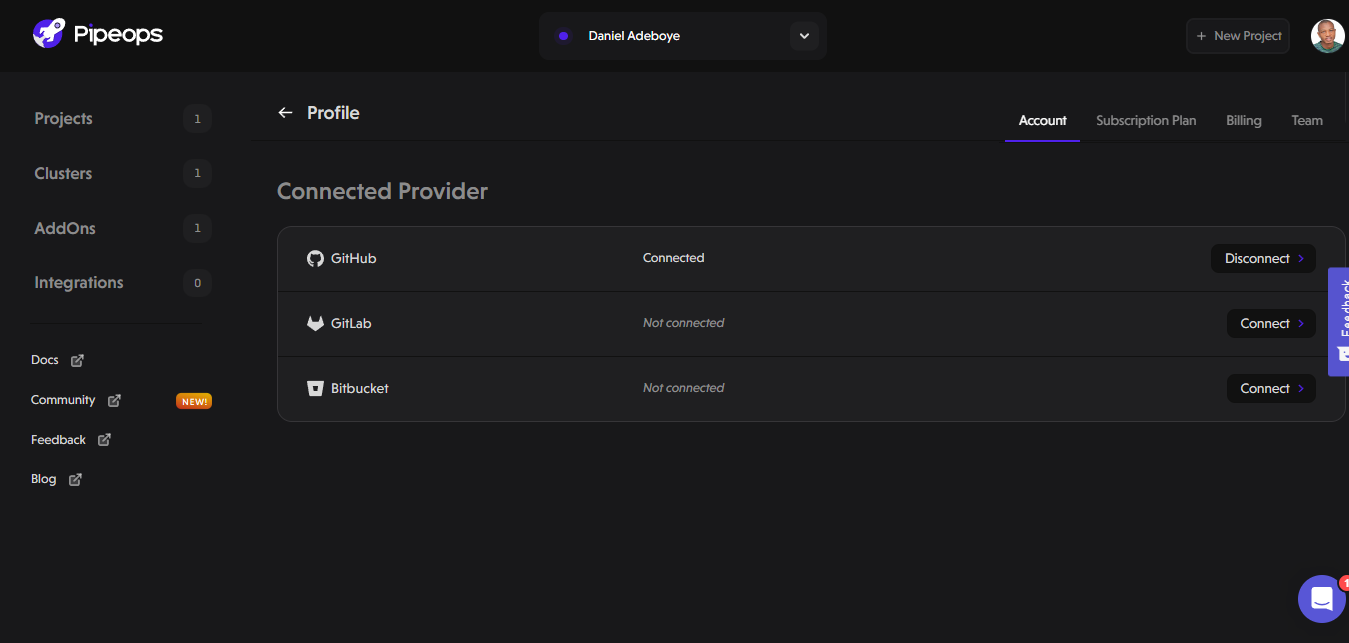 Pipeops
Daniel Adeboye
+ New Project
Projects 1
Clusters 1
AddOns 1
Integrations 0
Docs
Community NEW!
Feedback
Blog
← Profile
Account Subscription Plan Billing Team
Connected Provider
GitHub Connected Disconnect >
GitLab Not connected Connect >
Bitbucket Not connected Connect >
Feedback
1